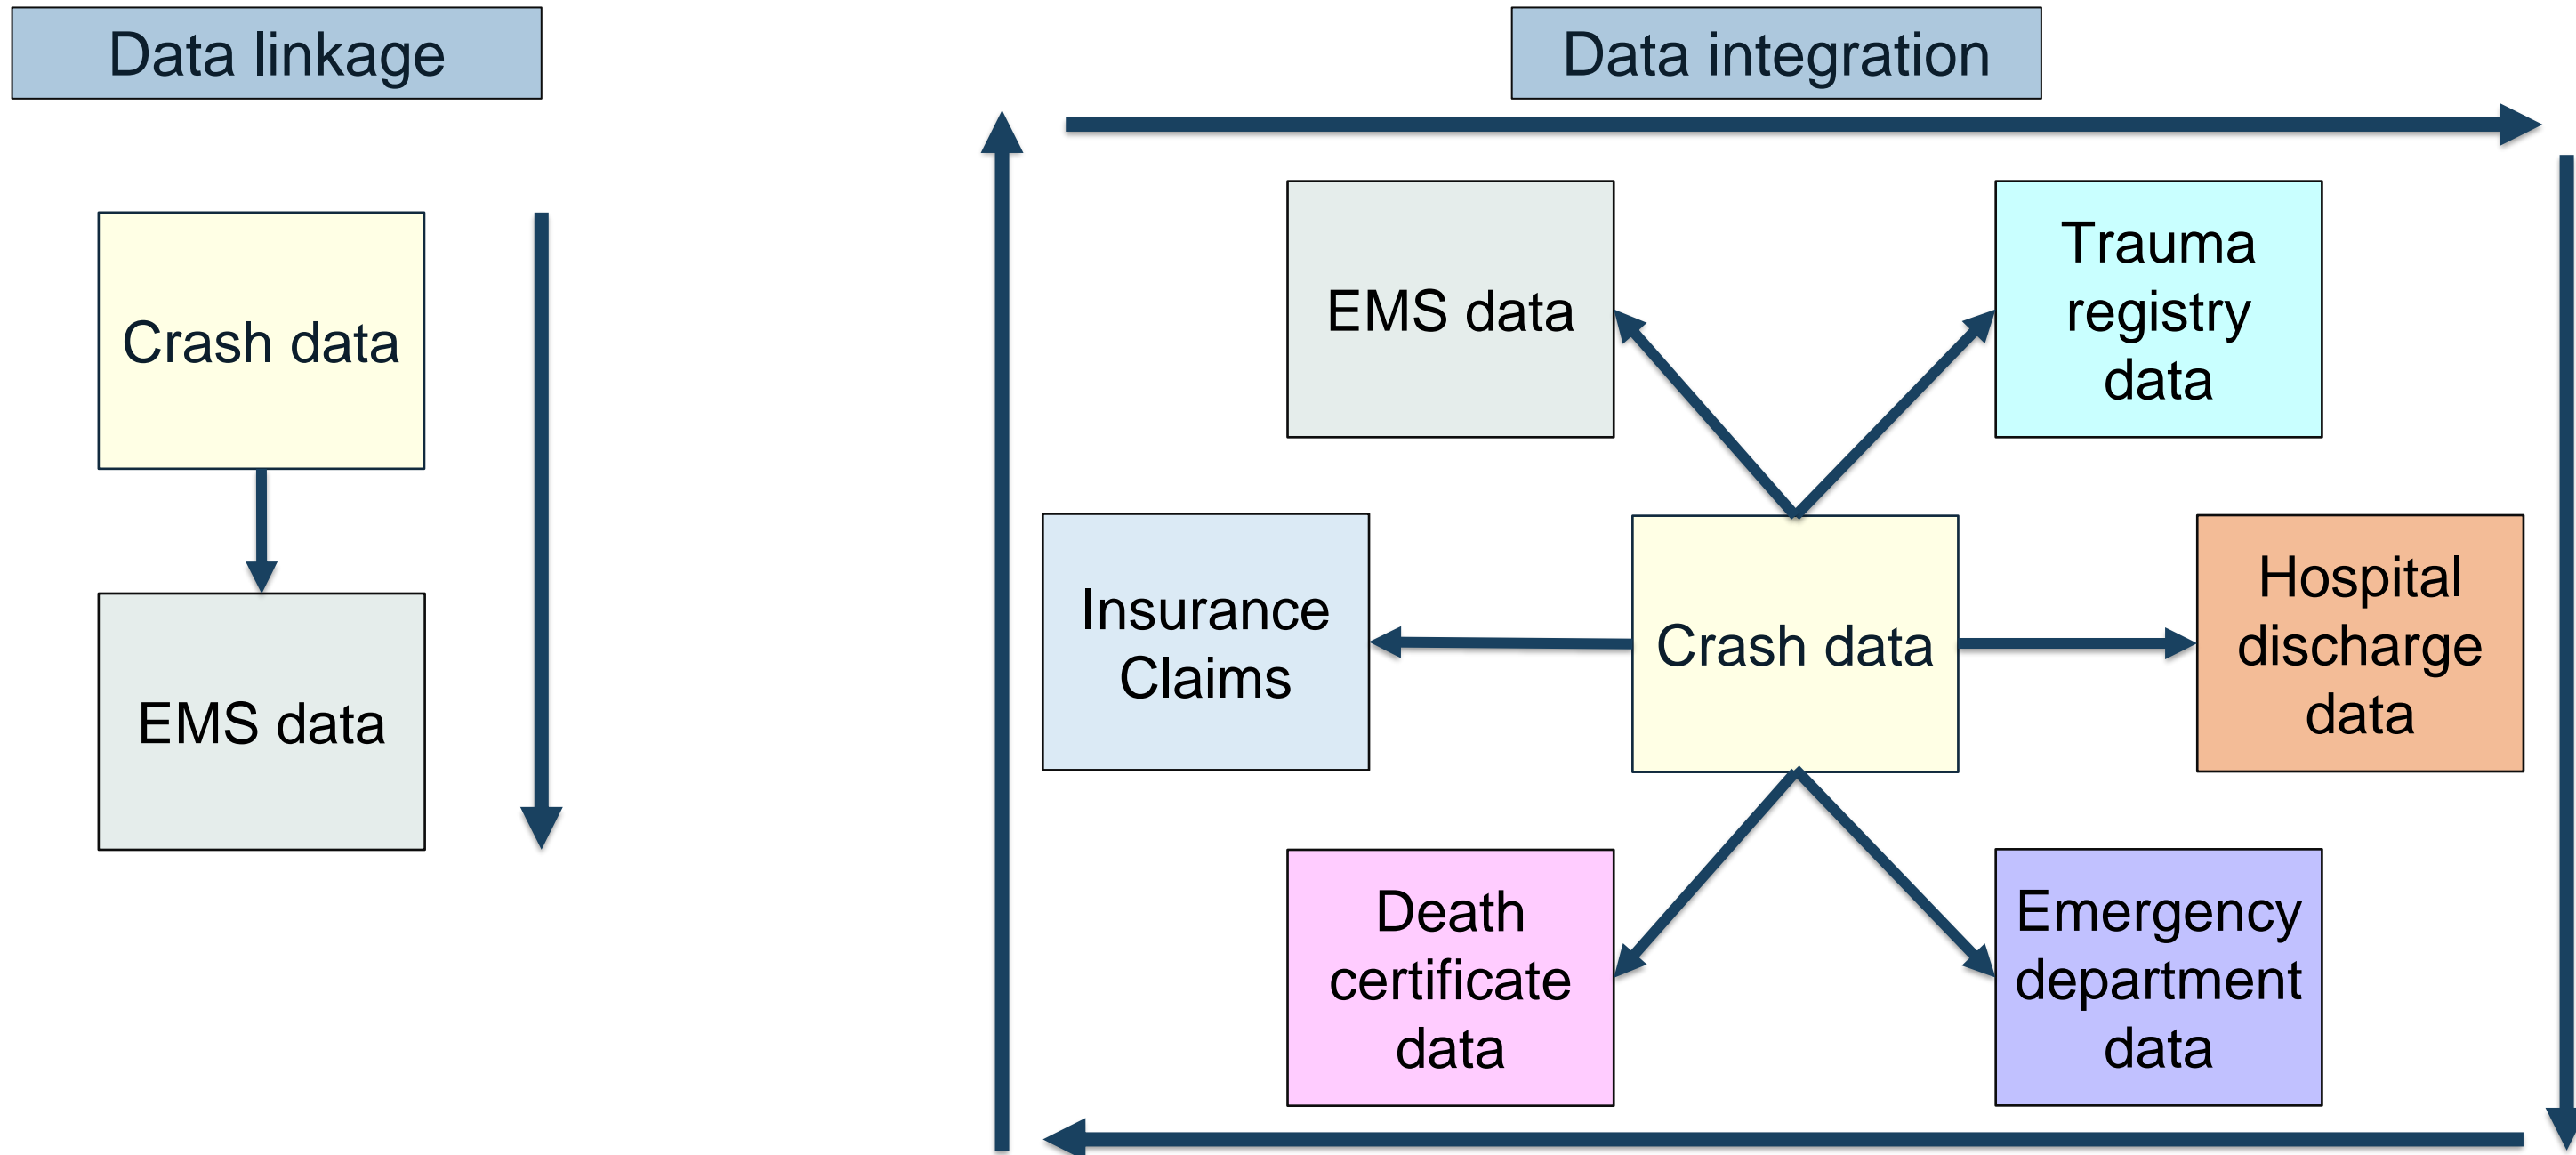 Data linkage
Data integration
Crash data
EMS data
EMS data
Trauma
registry
data
Insurance
Claims
Crash data
Hospital
discharge
data
Death
certificate
data
Emergency
department
data